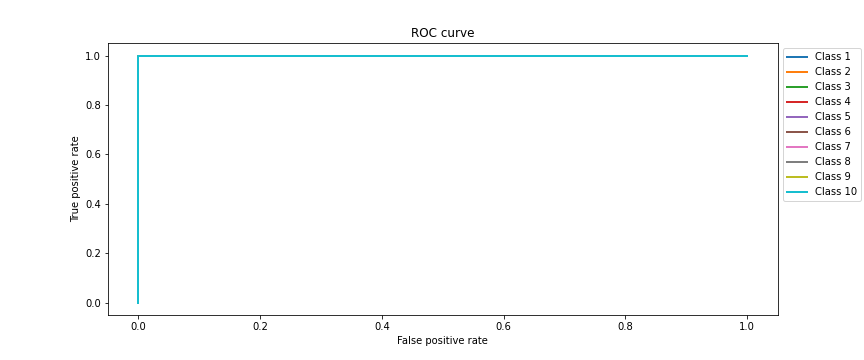 ROC curve
True positive rate
1.0
0.8
0.6
0.4
0.2
0.0
0.0 0.2 0.4 0.6 0.8 1.0
False positive rate
Class 1
Class 2
Class 3
Class 4
Class 5
Class 6
Class 7
Class 8
Class 9
Class 10